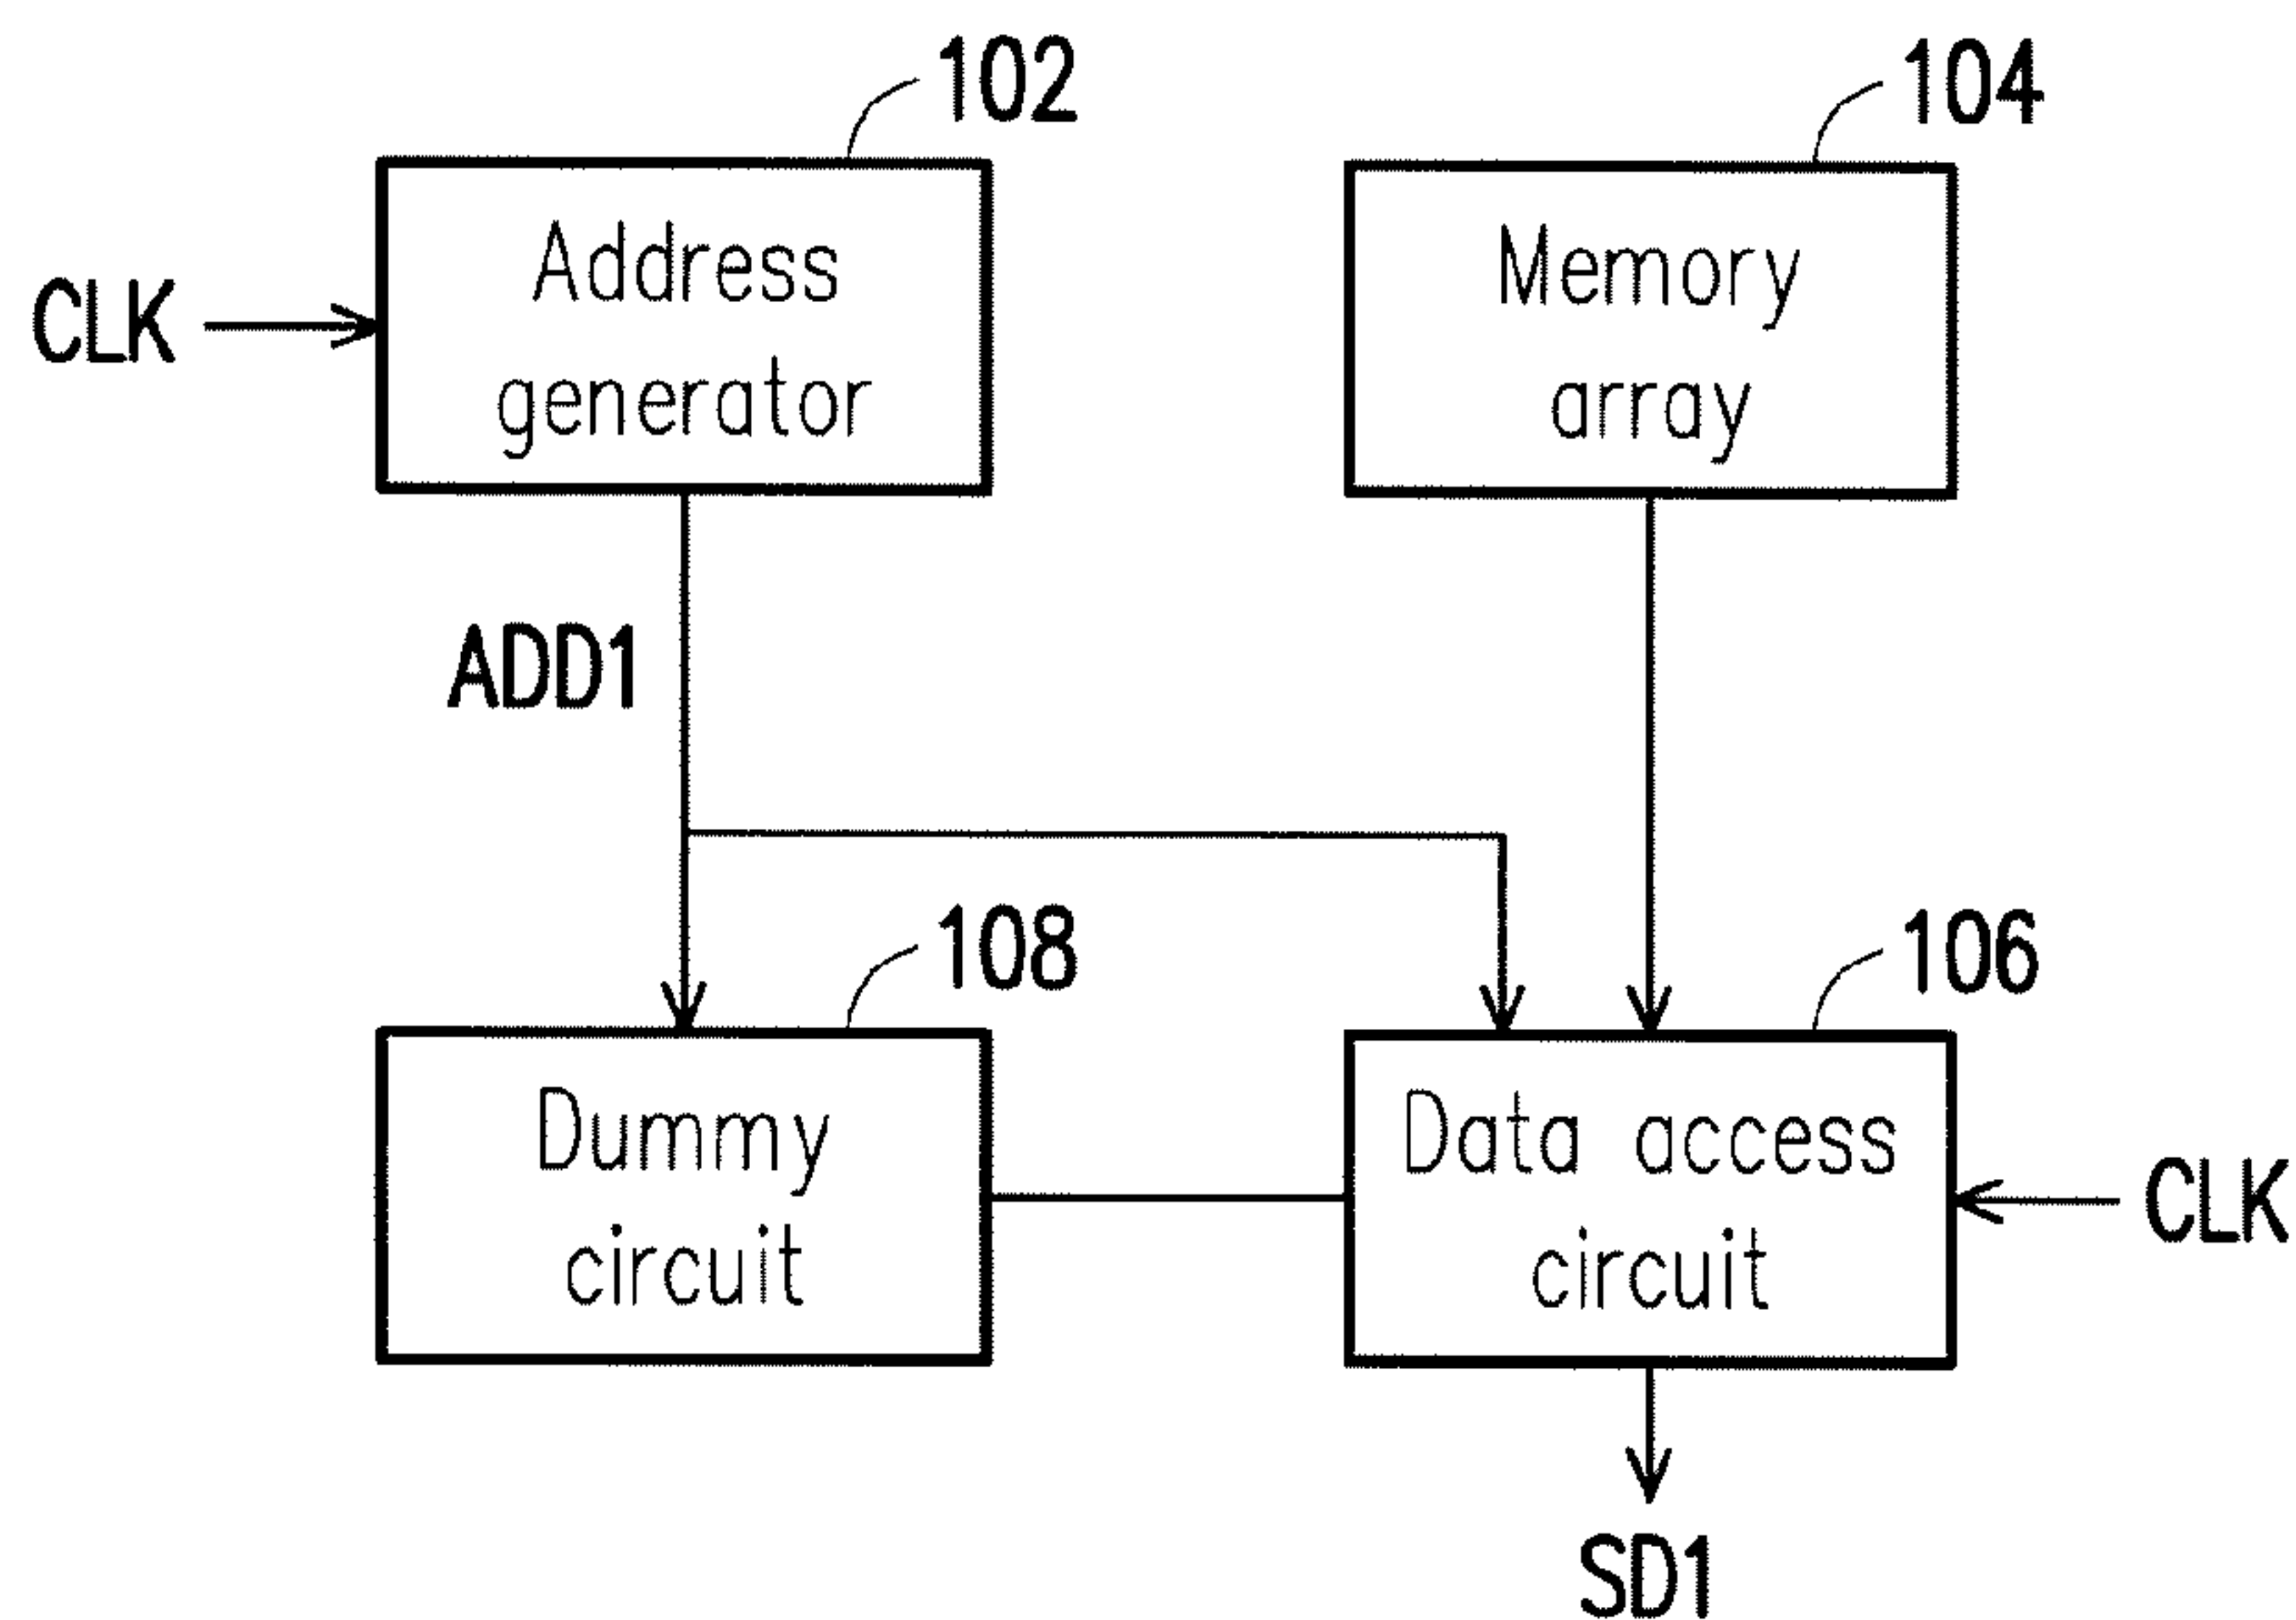 102
104
CLK
Address
generator
Memory
array
ADD1
108
106
Dummy
circuit
Data access
circuit
CLK
SD1